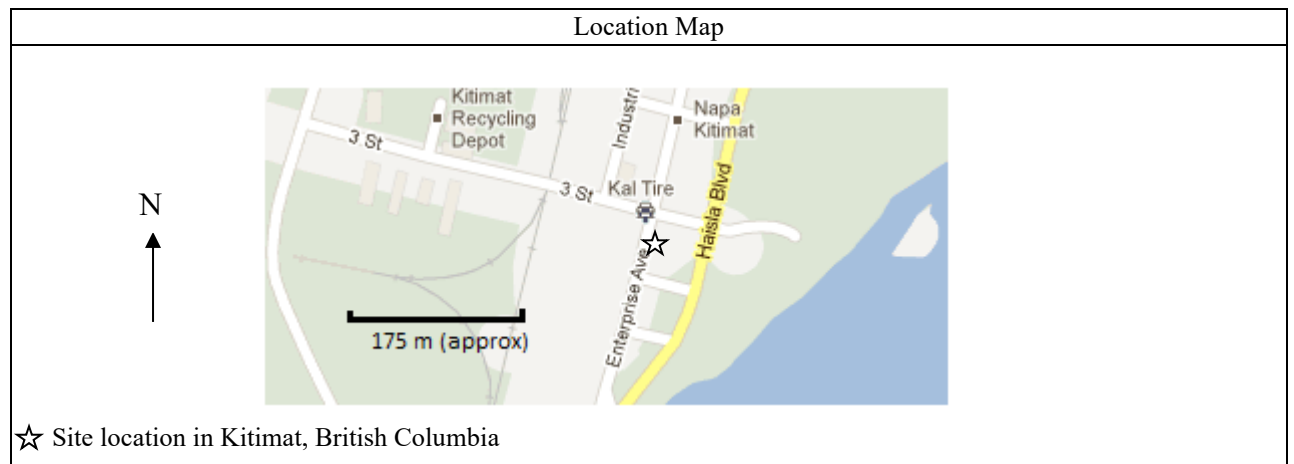 Location Map
Kitimat
Recycling
Depot
Industri
Napa
Kitimat
3 St
3 St
Kal Tire
Haisla Blvd
N
Enterprise Ave
175 m (approx)
Site location in Kitimat, British Columbia